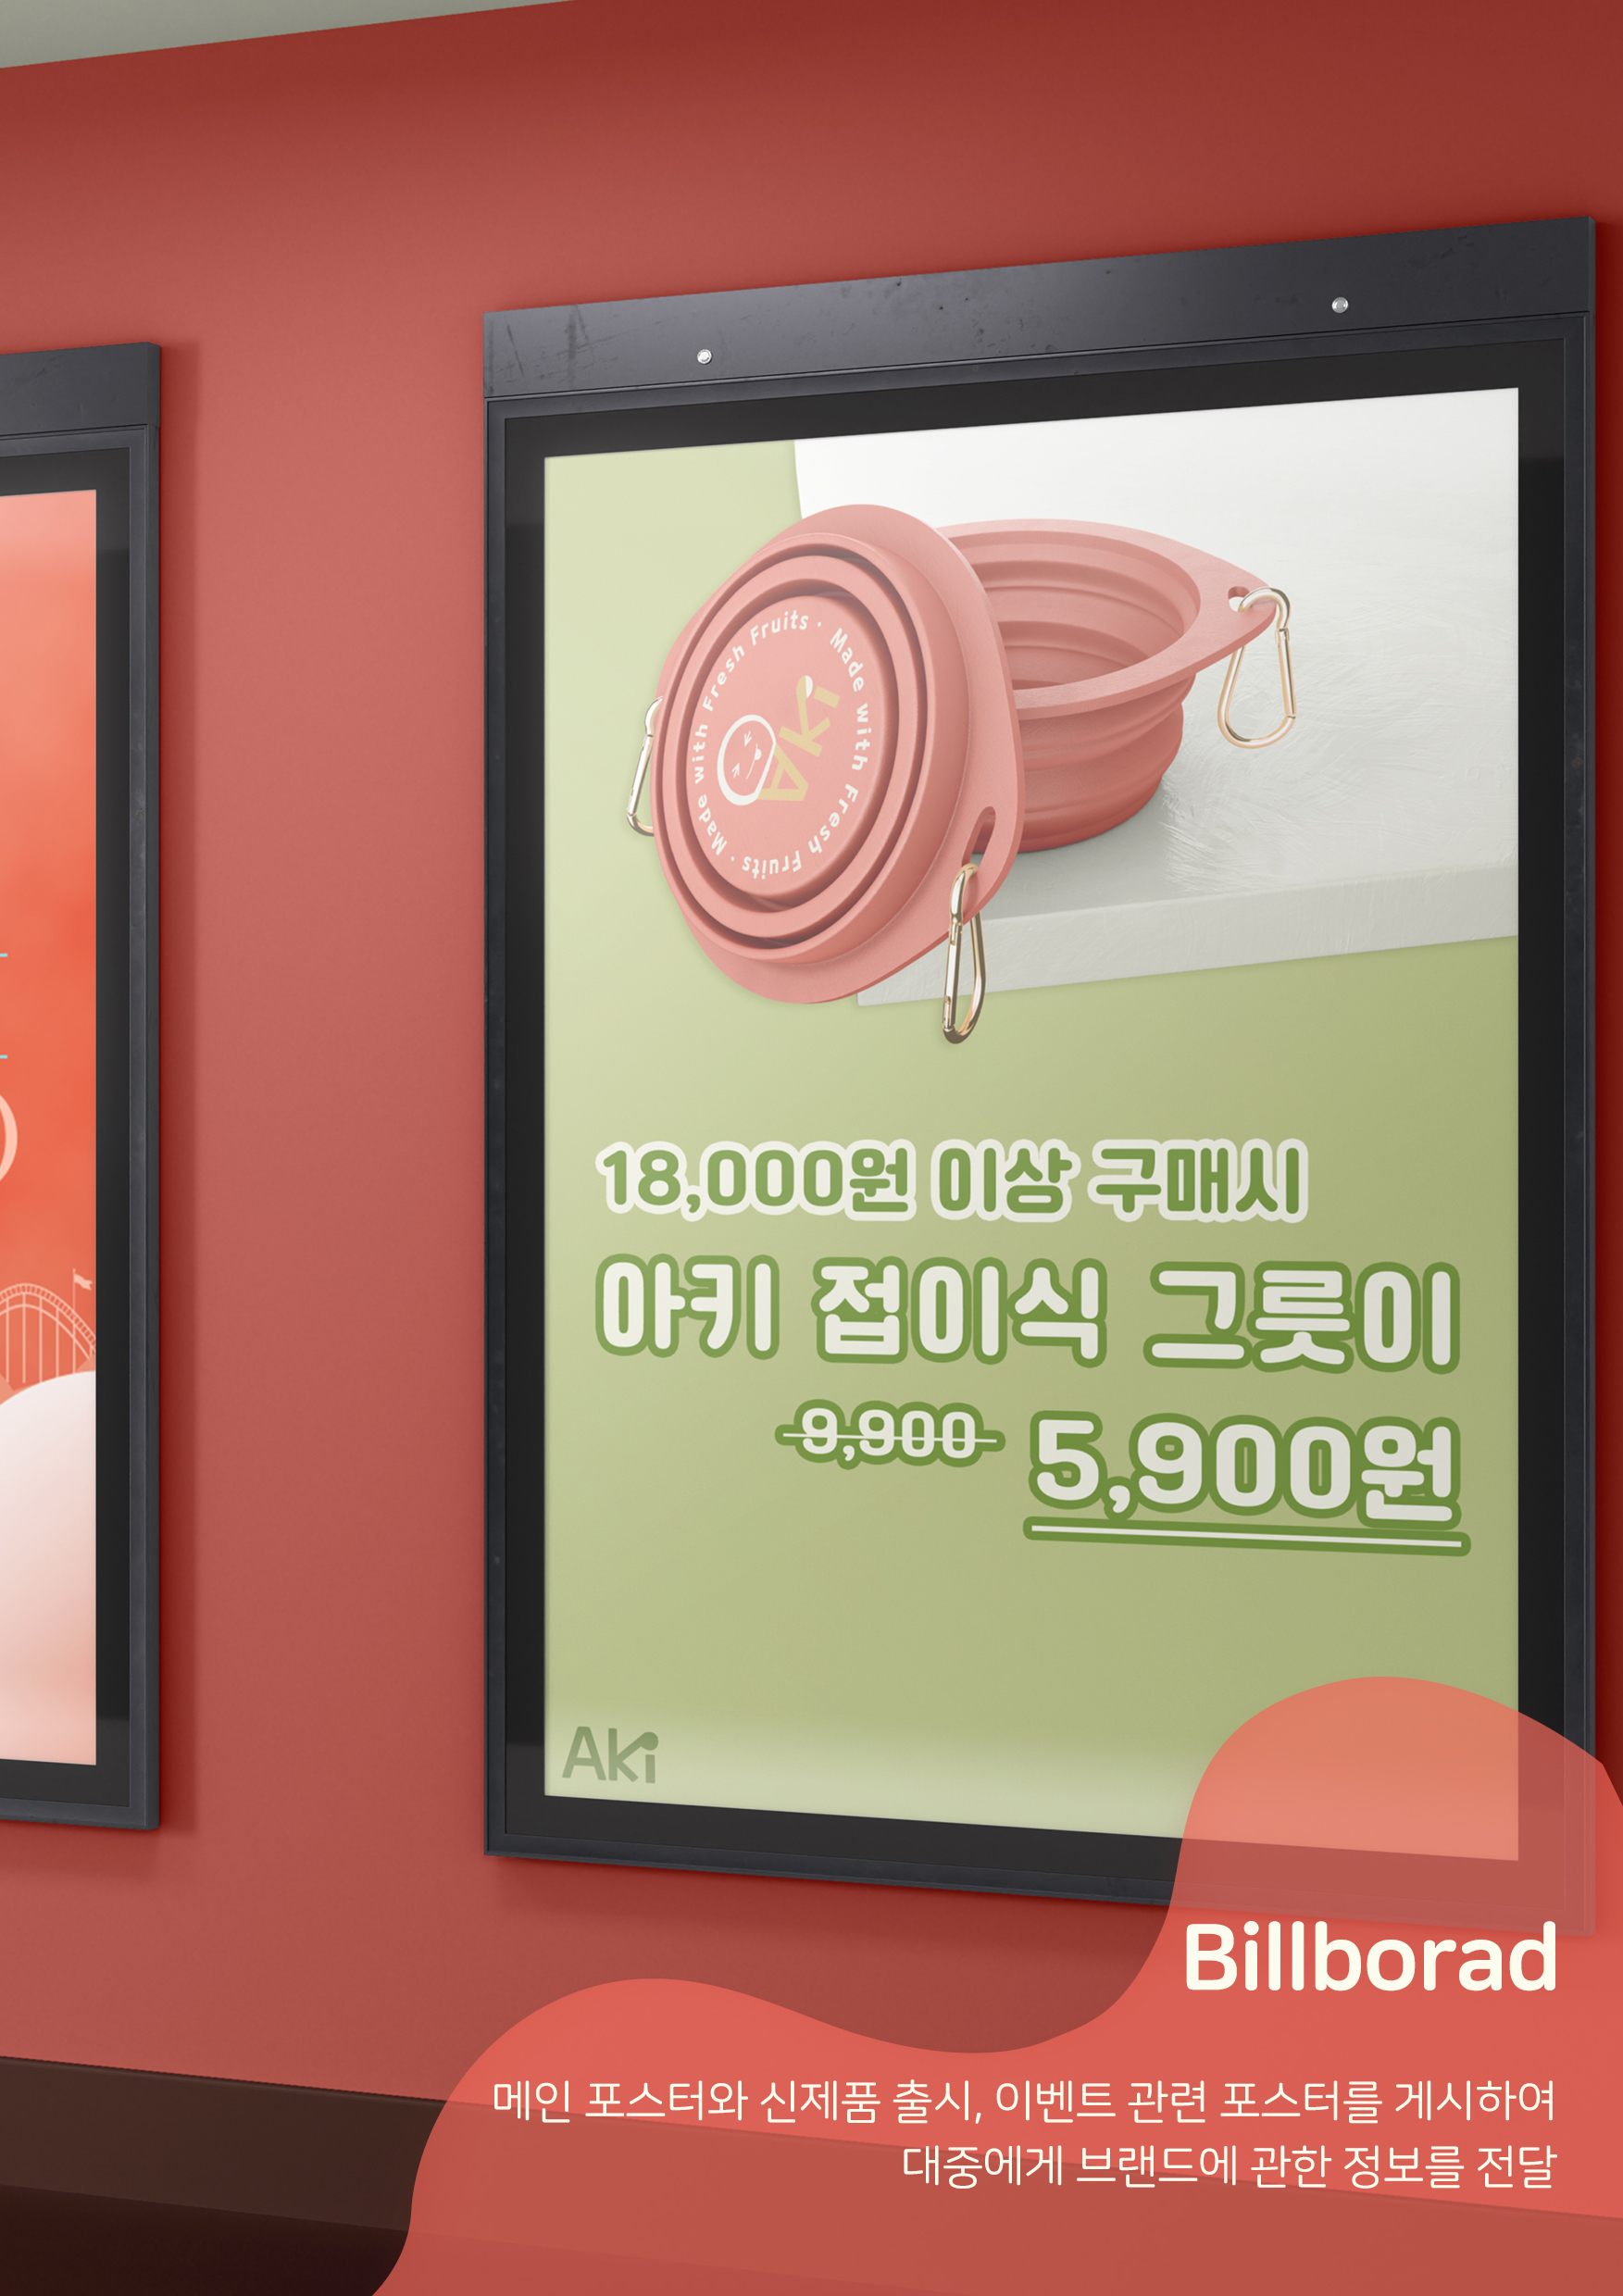 Made with Fresh Fruits · Made with Fresh Fruits ·
Aki
18,000원 이상 구매시
아키 접이식 그릇이
9,900 5,900원
Aki
Billborad
메인 포스터와 신제품 출시, 이벤트 관련 포스터를 게시하여
대중에게 브랜드에 관한 정보를 전달